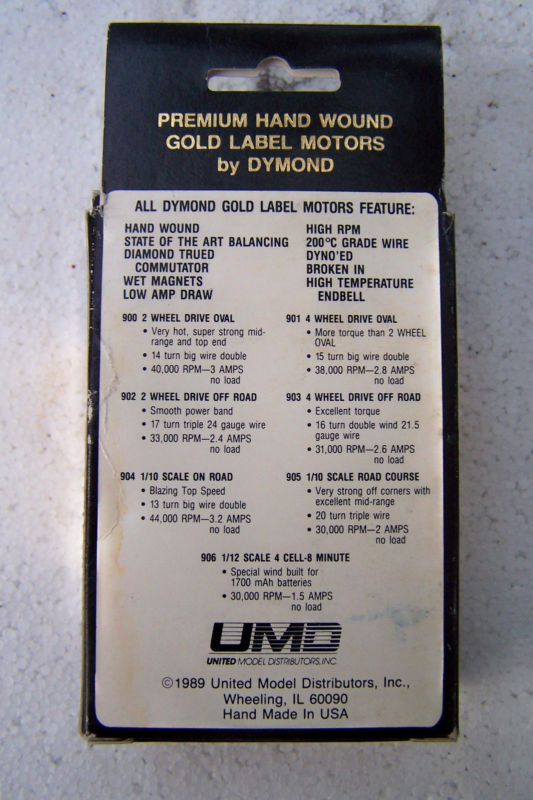 PREMIUM HAND WOUND
GOLD LABEL MOTORS
by DYMOND
ALL DYMOND GOLD LABEL MOTORS FEATURE:
HAND WOUND
STATE OF THE ART BALANCING
DIAMOND TRUED
COMMUTATOR
WET MAGNETS
LOW AMP DRAW
HIGH RPM
200°C GRADE WIRE
DYNO'ED
BROKEN IN
HIGH TEMPERATURE
ENDBELL
900 2 WHEEL DRIVE OVAL
• Very hot, super strong mid-
range and top end
• 14 turn big wire double
• 40,000 RPM—3 AMPS
no load
901 4 WHEEL DRIVE OVAL
• More torque than 2 WHEEL
OVAL
• 15 turn big wire double
• 38,000 RPM—2.8 AMPS
no load
902 2 WHEEL DRIVE OFF ROAD
• Smooth power band
• 17 turn triple 24 gauge wire
• 33,000 RPM—2.4 AMPS
no load
903 4 WHEEL DRIVE OFF ROAD
• Excellent torque
• 16 turn double wind 21.5
gauge wire
• 31,000 RPM—2.6 AMPS
no load
904 1/10 SCALE ON ROAD
• Blazing Top Speed
• 13 turn big wire double
• 44,000 RPM—3.2 AMPS
no load
905 1/10 SCALE ROAD COURSE
• Very strong off corners with
excellent mid-range
• 20 turn triple wire
• 30,000 RPM—2 AMPS
no load
906 1/12 SCALE 4 CELL-8 MINUTE
• Special wind built for
1700 mAh batteries
• 30,000 RPM—1.5 AMPS
no load
UMD
UNITED MODEL DISTRIBUTORS, INC.
©1989 United Model Distributors, Inc.,
Wheeling, IL 60090
Hand Made In USA